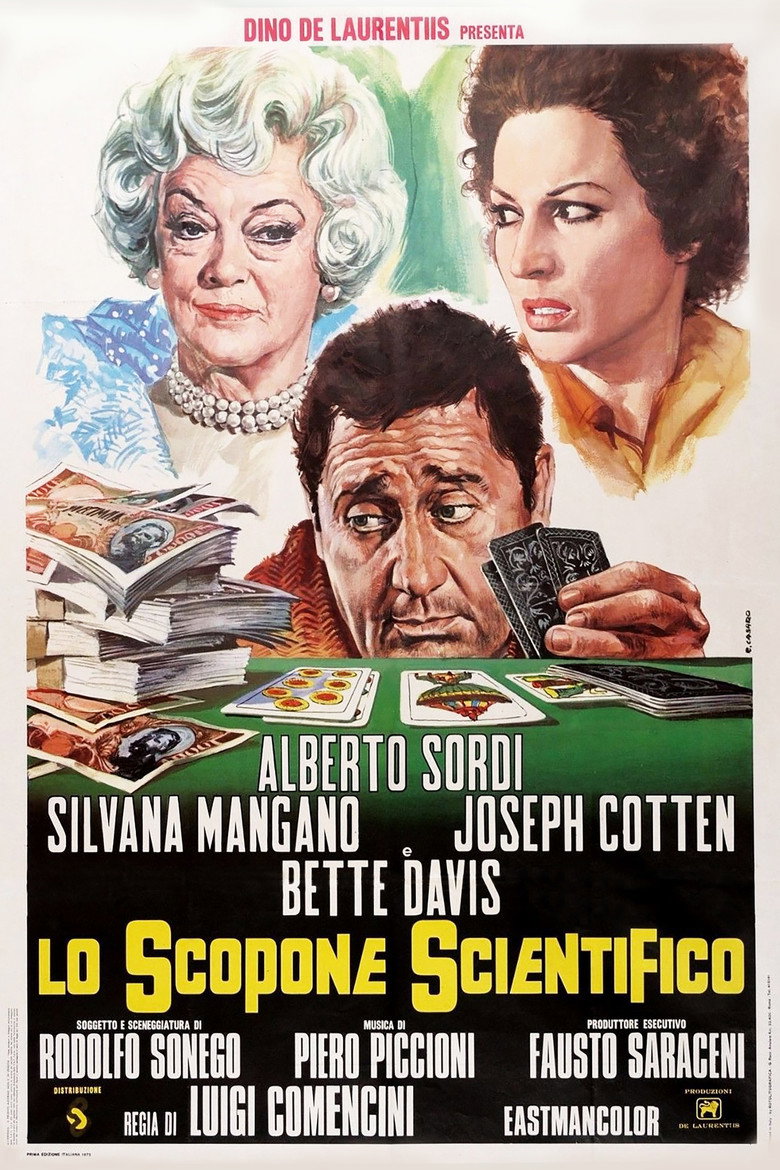 DINO DE LAURENTIIS PRESENTA
E. CASARO
ALBERTO SORDI
SILVANA MANGANO JOSEPH COTTEN
e
BETTE DAVIS
LO SCOPONE SCIENTIFICO
SOGGETTO E SCENEGGIATURA DI
RODOLFO SONEGO
MUSICA DI
PIERO PICCIONI
PRODUTTORE ESECUTIVO
FAUSTO SARACENI
DISTRIBUZIONE
REGIA DI LUIGI COMENCINI
EASTMANCOLOR
PRODUZIONI
DE LAURENTIIS
PRIMA EDIZIONE ITALIANA 1972